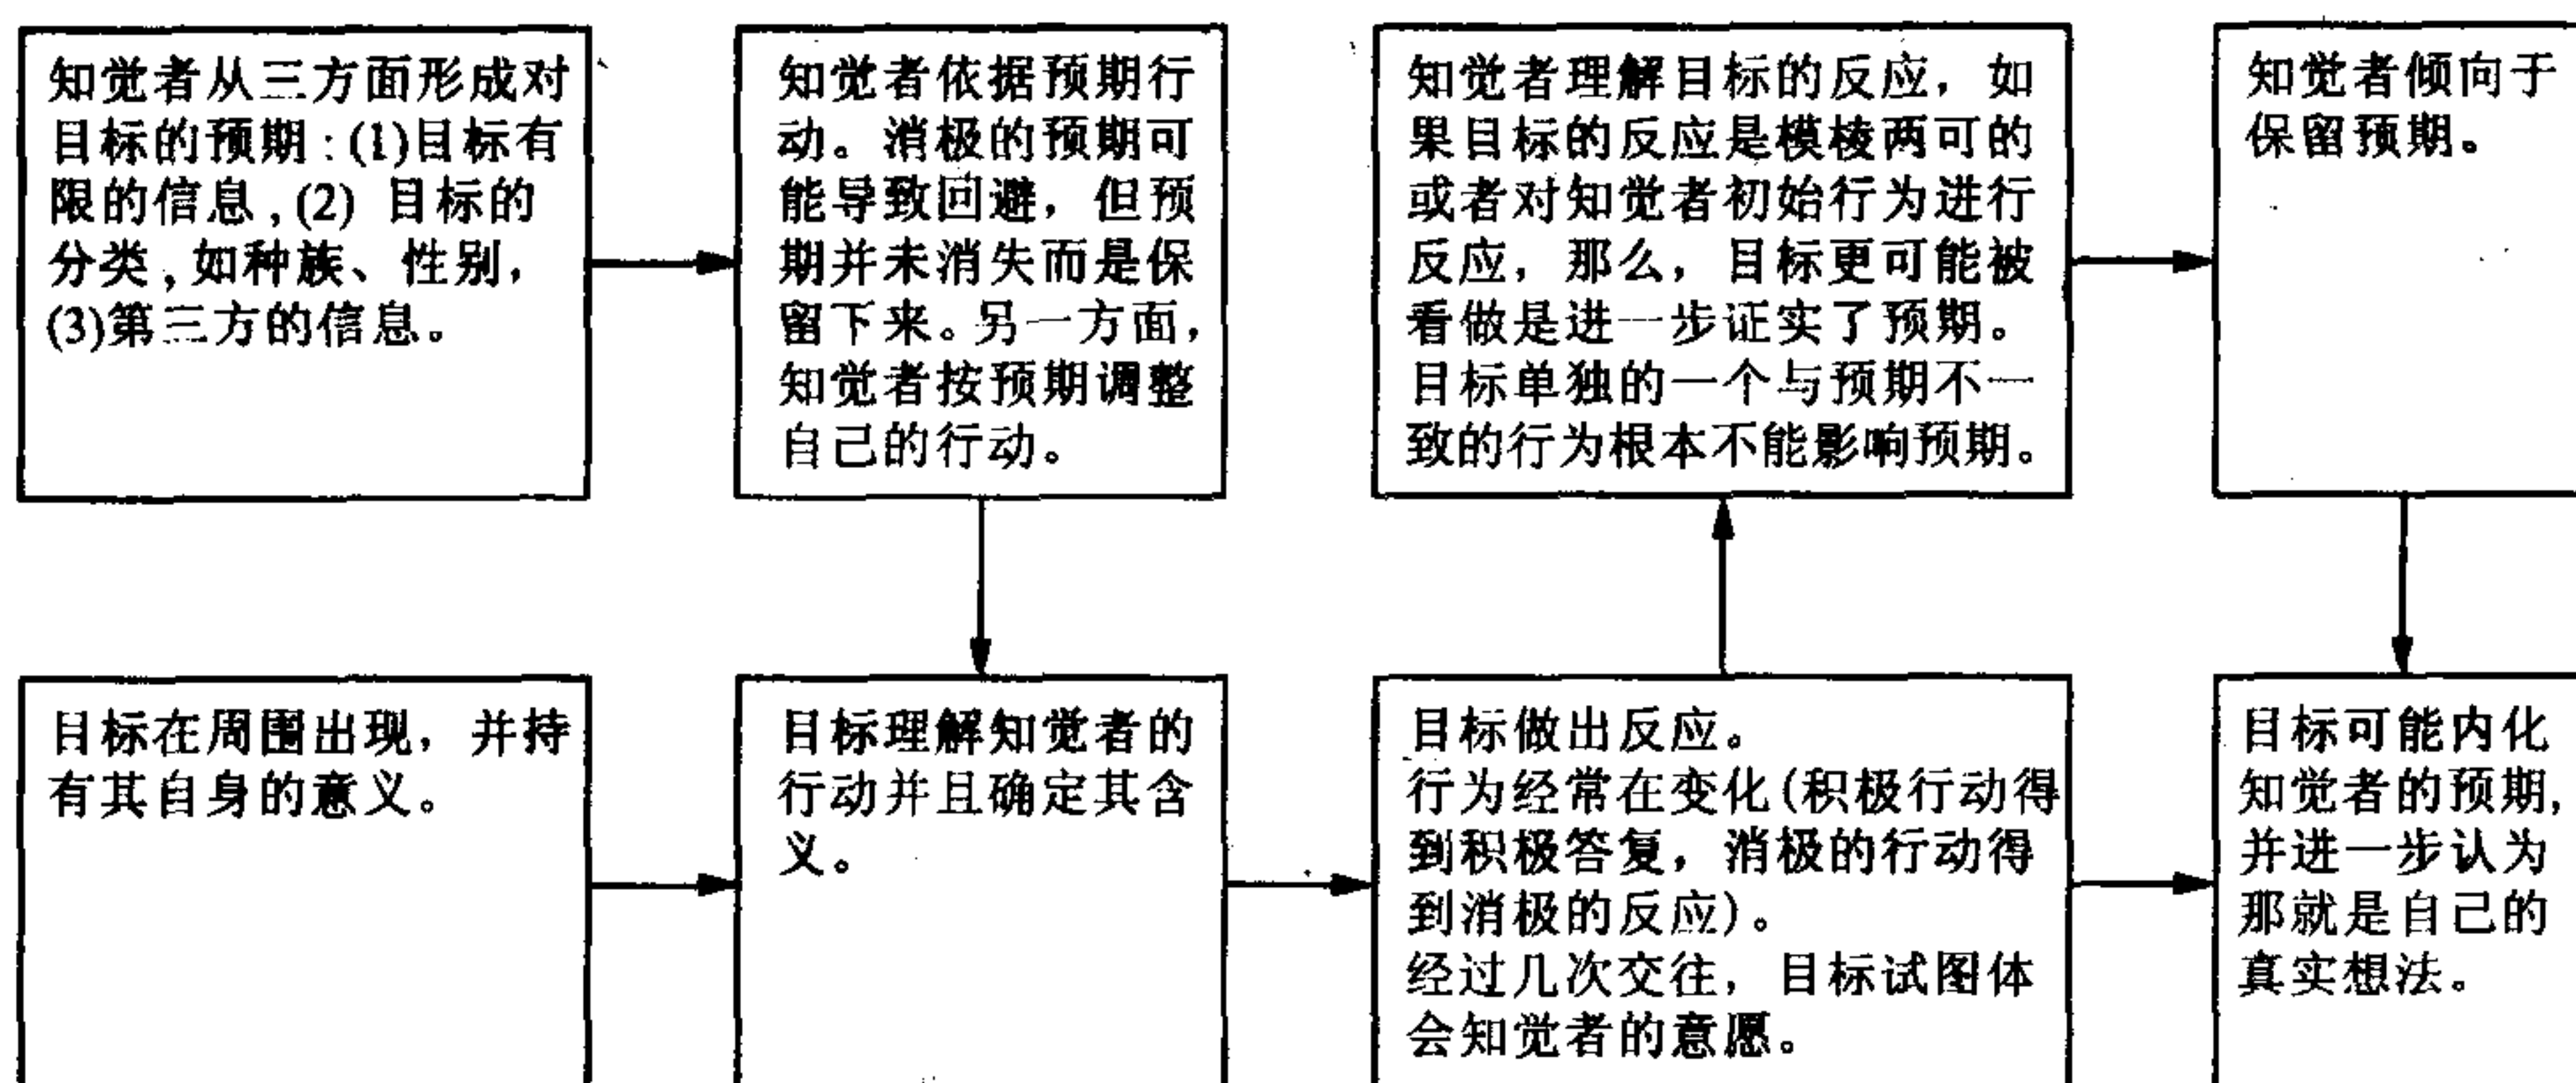 知觉者从三方面形成对
目标的预期:(1)目标有
限的信息,(2) 目标的
分类,如种族、性别,
(3)第三方的信息。
知觉者依据预期行
动。消极的预期可
能导致回避，但预
期并未消失而是保
留下来。另一方面，
知觉者按预期调整
自己的行动。
知觉者理解目标的反应，如
果目标的反应是模棱两可的
或者对知觉者初始行为进行
反应，那么，目标更可能被
看做是进一步证实了预期。
目标单独的一个与预期不一
致的行为根本不能影响预期。
知觉者倾向于
保留预期。
目标在周围出现，并持
有其自身的意义。
目标理解知觉者的
行动并且确定其含
义。
目标做出反应。
行为经常在变化(积极行动得
到积极答复，消极的行动得
到消极的反应)。
经过几次交往，目标试图体
会知觉者的意愿。
目标可能内化
知觉者的预期,
并进一步认为
那就是自己的
真实想法。